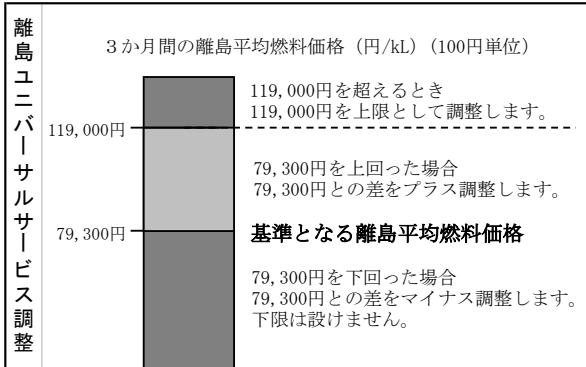 離島ユニバーサルサービス調整
３か月間の離島平均燃料価格（円/kL）(100円単位）
119,000円を超えるとき
119,000円を上限として調整します。
119,000円
79,300円を上回った場合
79,300円との差をプラス調整します。
79,300円
基準となる離島平均燃料価格
79,300円を下回った場合
79,300円との差をマイナス調整します。
下限は設けません。